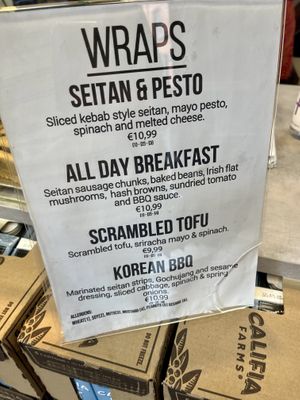 WRAPS
SEITAN & PESTO
Sliced kebab style seitan, mayo pesto,
spinach and melted cheese.
€10,99
ALL DAY BREAKFAST
Seitan sausage chunks, baked beans, Irish flat
mushrooms, hash browns, sundried tomato
and BBQ sauce.
€10,99
SCRAMBLED TOFU
Scrambled tofu, sriracha mayo & spinach.
€9,99
KOREAN BBQ
Marinated seitan strips, Gochujang and sesame
dressing, sliced cabbage, spinach & spring
onions.
€10,99
ALLERGENS:
CALIFIA
FARMS